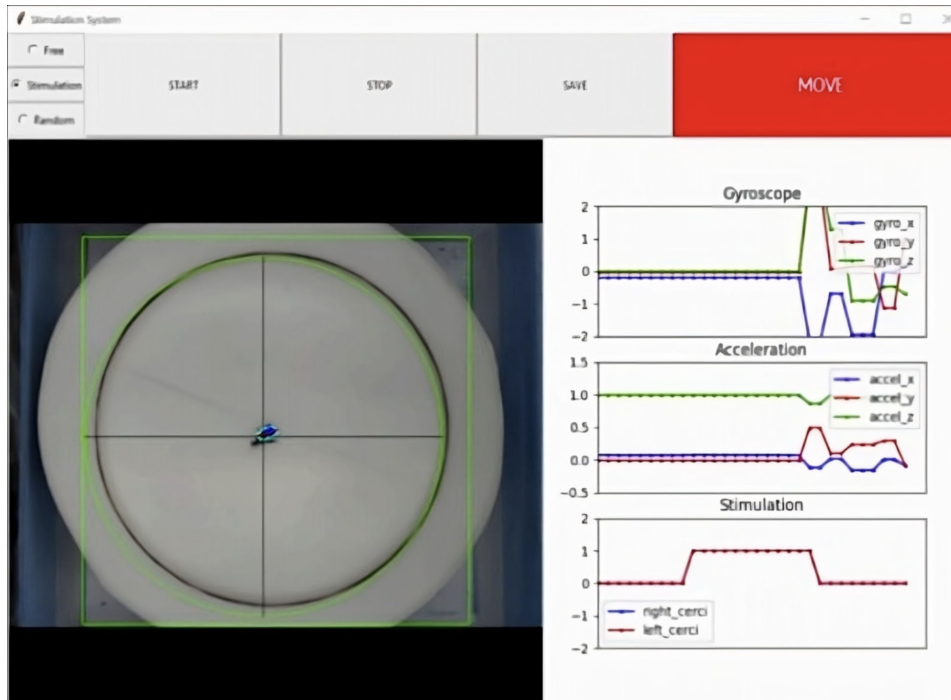 Stimulation System
Free
Stimulation
Random
START
STOP
SAVE
MOVE
Gyroscope
2
1
0
−1
−2
gyro_x
gyro_y
gyro_z
Acceleration
1.5
1.0
0.5
0.0
−0.5
accel_x
accel_y
accel_z
Stimulation
2
1
0
−1
−2
right_cerci
left_cerci